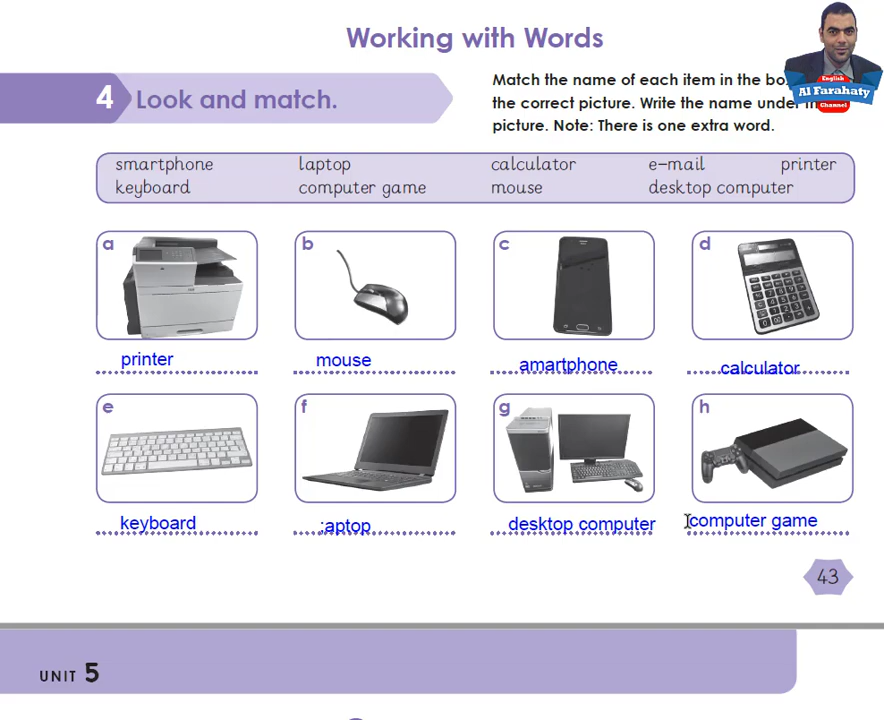 Working with Words
4 Look and match.
Match the name of each item in the
the correct picture. Write the name under
picture. Note: There is one extra word.
English
Al Farahaty
Channel
smartphone laptop calculator e-mail printer
keyboard computer game mouse desktop computer
a b c d
printer mouse amartphone calculator
e f g h
keyboard ;aptop desktop computer computer game
43
UNIT 5